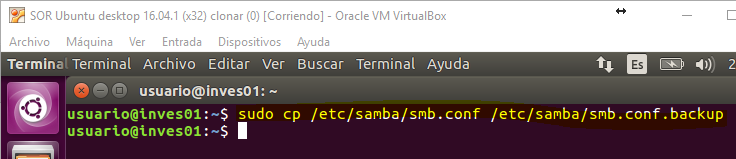 SOR Ubuntu desktop 16.04.1 (x32) clonar (0) [Corriendo] - Oracle VM VirtualBox
Archivo Máquina Ver Entrada Dispositivos Ayuda
Terminal Terminal Archivo Editar Ver Buscar Terminal Ayuda Es 2
usuario@inves01: ~
usuario@inves01:~$ sudo cp /etc/samba/smb.conf /etc/samba/smb.conf.backup
usuario@inves01:~$